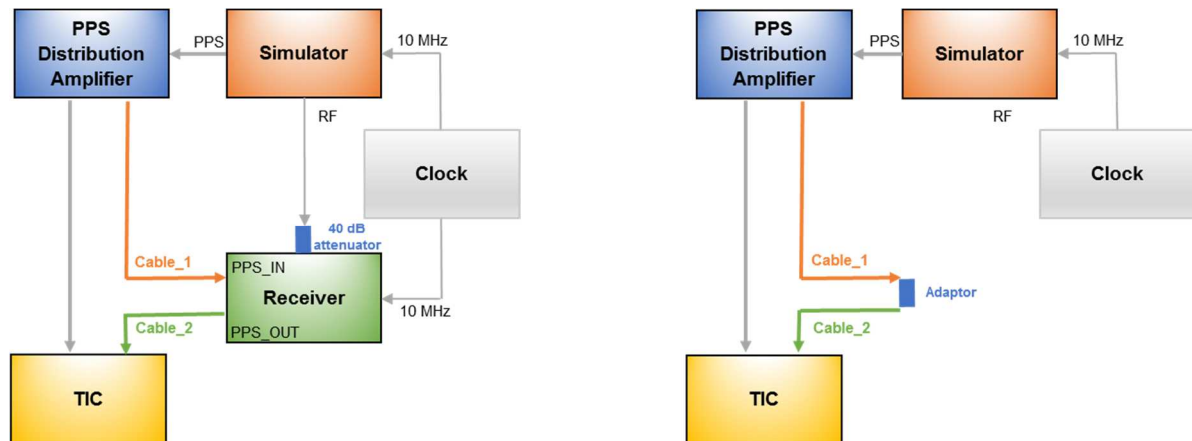 PPS
Distribution
Amplifier
PPS
Simulator
10 MHz
RF
Clock
40 dB
attenuator
Cable_1
PPS_IN
Receiver
10 MHz
Cable_2
PPS_OUT
TIC
PPS
Distribution
Amplifier
PPS
Simulator
10 MHz
RF
Clock
Cable_1
Adaptor
Cable_2
TIC